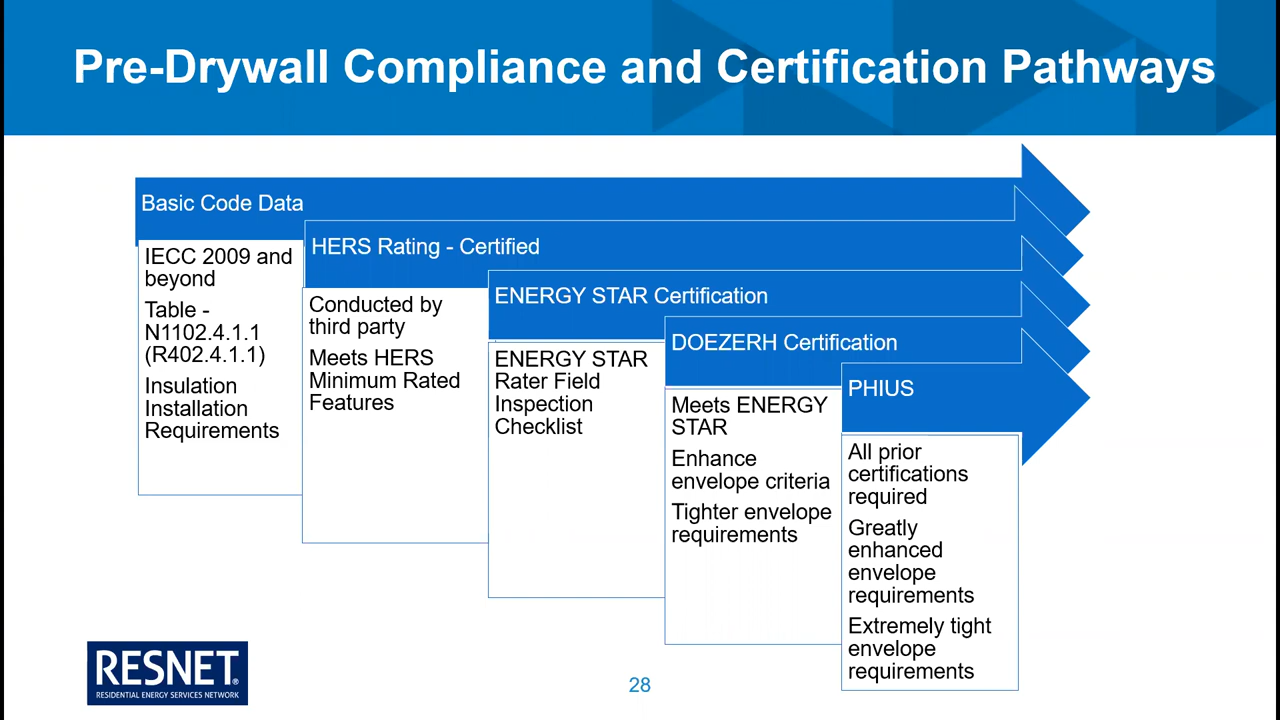 Pre-Drywall Compliance and Certification Pathways
Basic Code Data
IECC 2009 and
beyond
Table -
N1102.4.1.1
(R402.4.1.1)
Insulation
Installation
Requirements
HERS Rating - Certified
Conducted by
third party
Meets HERS
Minimum Rated
Features
ENERGY STAR Certification
ENERGY STAR
Rater Field
Inspection
Checklist
DOEZERH Certification
Meets ENERGY
STAR
Enhance
envelope criteria
Tighter envelope
requirements
PHIUS
All prior
certifications
required
Greatly
enhanced
envelope
requirements
Extremely tight
envelope
requirements
RESNET®
RESIDENTIAL ENERGY SERVICES NETWORK
28